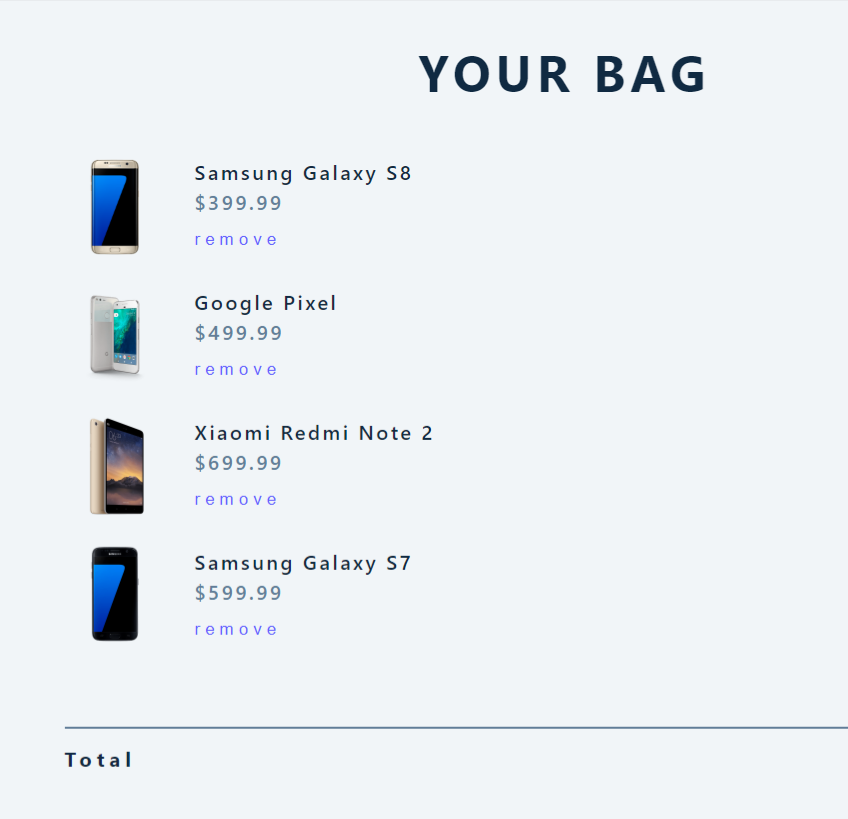 YOUR BAG
Samsung Galaxy S8
$399.99
remove
Google Pixel
$499.99
remove
Xiaomi Redmi Note 2
$699.99
remove
Samsung Galaxy S7
$599.99
remove
Total